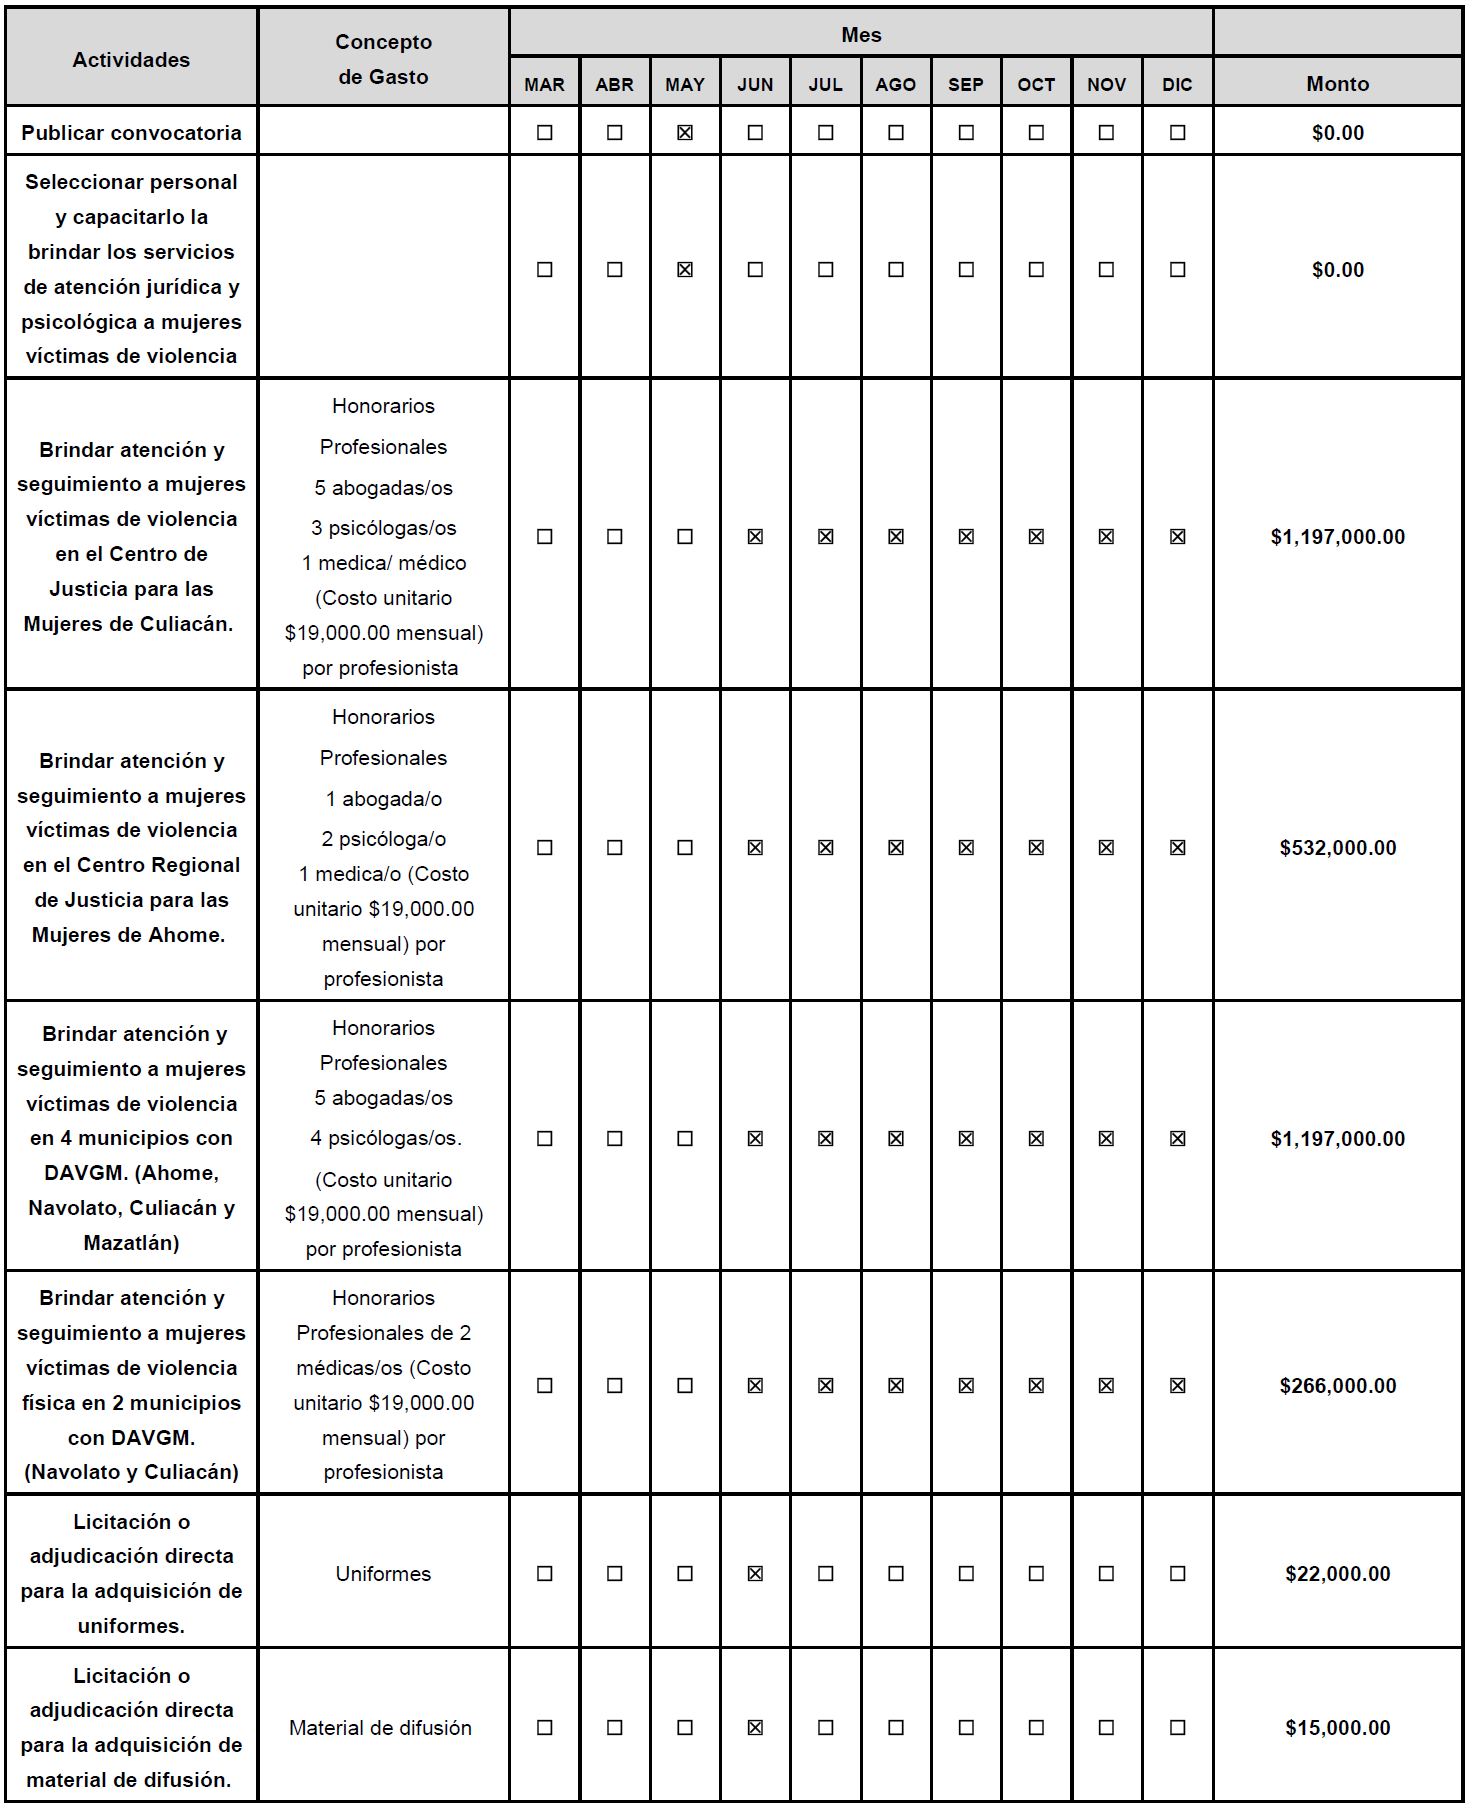 Actividades
Concepto
de Gasto
Mes
MAR ABR MAY JUN JUL AGO SEP OCT NOV DIC Monto
Publicar convocatoria
☐ ☐ ☒ ☐ ☐ ☐ ☐ ☐ ☐ ☐ $0.00
Seleccionar personal
y capacitarlo la
brindar los servicios
de atención jurídica y
psicológica a mujeres
víctimas de violencia
☐ ☐ ☒ ☐ ☐ ☐ ☐ ☐ ☐ ☐ $0.00
Brindar atención y
seguimiento a mujeres
víctimas de violencia
en el Centro de
Justicia para las
Mujeres de Culiacán.
Honorarios
Profesionales
5 abogadas/os
3 psicólogas/os
1 medica/ médico
(Costo unitario
$19,000.00 mensual)
por profesionista
☐ ☐ ☐ ☒ ☒ ☒ ☒ ☒ ☒ ☒ $1,197,000.00
Brindar atención y
seguimiento a mujeres
víctimas de violencia
en el Centro Regional
de Justicia para las
Mujeres de Ahome.
Honorarios
Profesionales
1 abogada/o
2 psicóloga/o
1 medica/o (Costo
unitario $19,000.00
mensual) por
profesionista
☐ ☐ ☐ ☒ ☒ ☒ ☒ ☒ ☒ ☒ $532,000.00
Brindar atención y
seguimiento a mujeres
víctimas de violencia
en 4 municipios con
DAVGM. (Ahome,
Navolato, Culiacán y
Mazatlán)
Honorarios
Profesionales
5 abogadas/os
4 psicólogas/os.
(Costo unitario
$19,000.00 mensual)
por profesionista
☐ ☐ ☐ ☒ ☒ ☒ ☒ ☒ ☒ ☒ $1,197,000.00
Brindar atención y
seguimiento a mujeres
víctimas de violencia
física en 2 municipios
con DAVGM.
(Navolato y Culiacán)
Honorarios
Profesionales de 2
médicas/os (Costo
unitario $19,000.00
mensual) por
profesionista
☐ ☐ ☐ ☒ ☒ ☒ ☒ ☒ ☒ ☒ $266,000.00
Licitación o
adjudicación directa
para la adquisición de
uniformes.
Uniformes
☐ ☐ ☐ ☒ ☐ ☐ ☐ ☐ ☐ ☐ $22,000.00
Licitación o
adjudicación directa
para la adquisición de
material de difusión.
Material de difusión
☐ ☐ ☐ ☒ ☐ ☐ ☐ ☐ ☐ ☐ $15,000.00